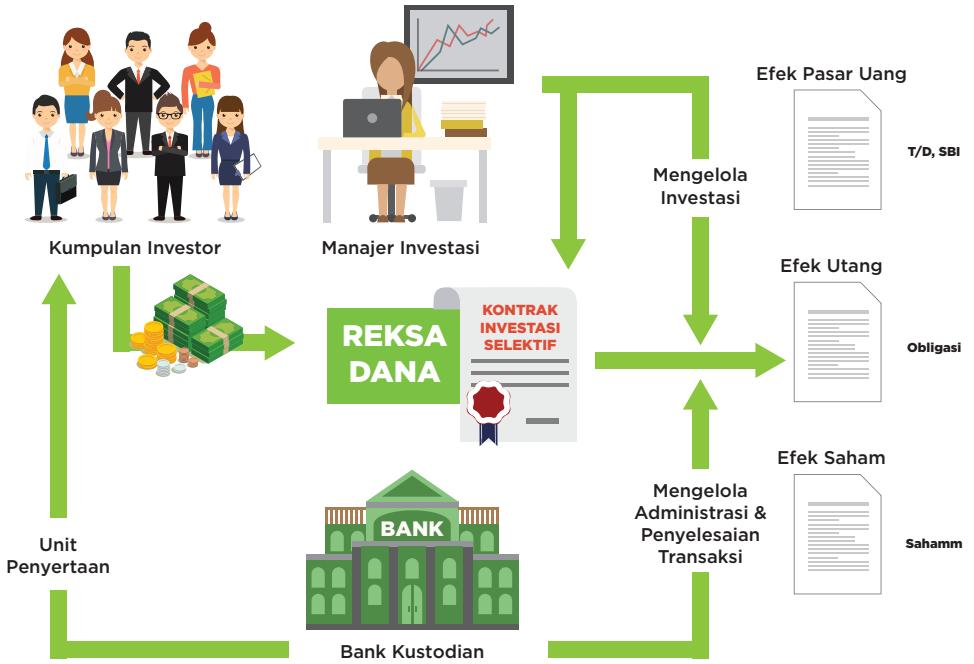 Kumpulan Investor
Manajer Investasi
Mengelola
Investasi
Efek Pasar Uang
T/D, SBI
REKSA
DANA
KONTRAK
INVESTASI
SELEKTIF
Efek Utang
Obligasi
Unit
Penyertaan
BANK
Bank Kustodian
Mengelola
Administrasi &
Penyelesaian
Transaksi
Efek Saham
Sahamm